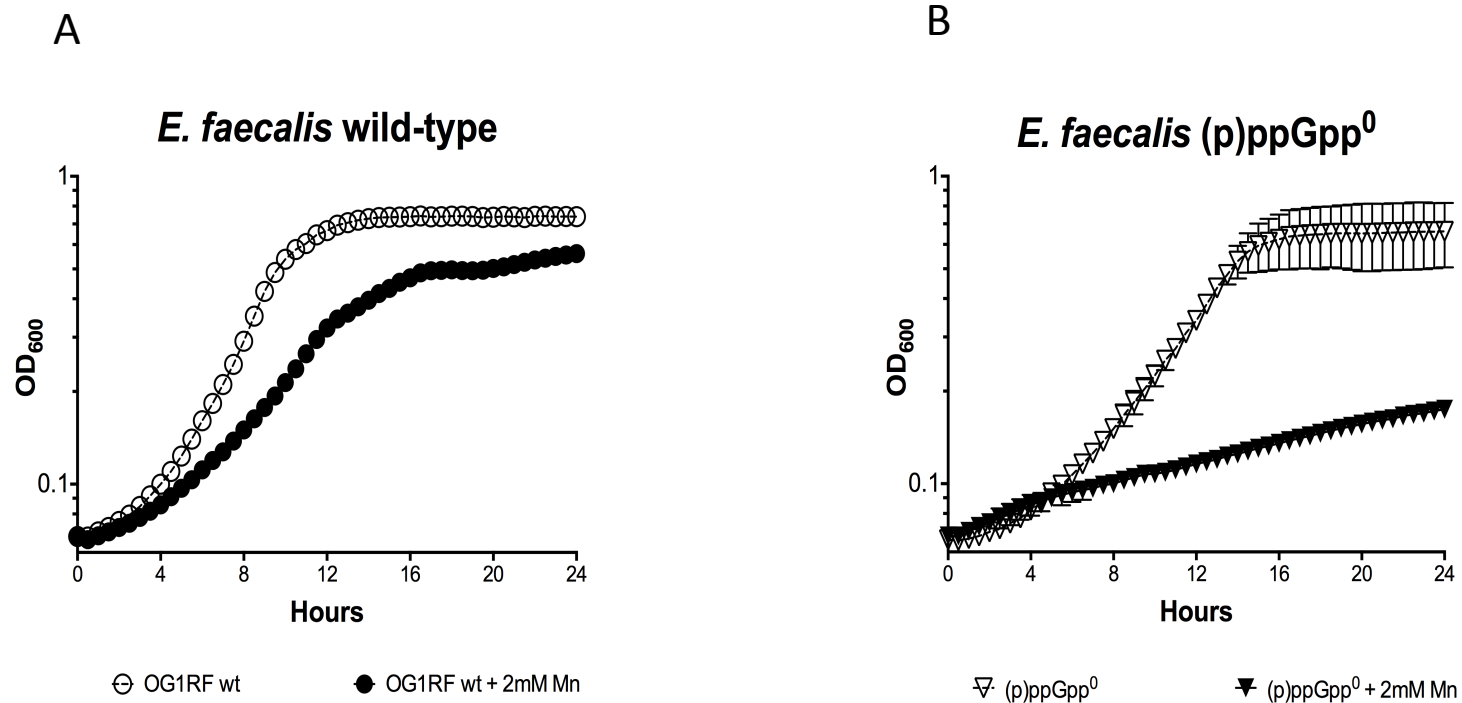 A
E. faecalis wild-type
1
0.1
OD600
0 4 8 12 16 20 24
Hours
OG1RF wt OG1RF wt + 2mM Mn
B
E. faecalis (p)ppGpp⁰
1
0.1
OD600
0 4 8 12 16 20 24
Hours
(p)ppGpp⁰ (p)ppGpp⁰ + 2mM Mn